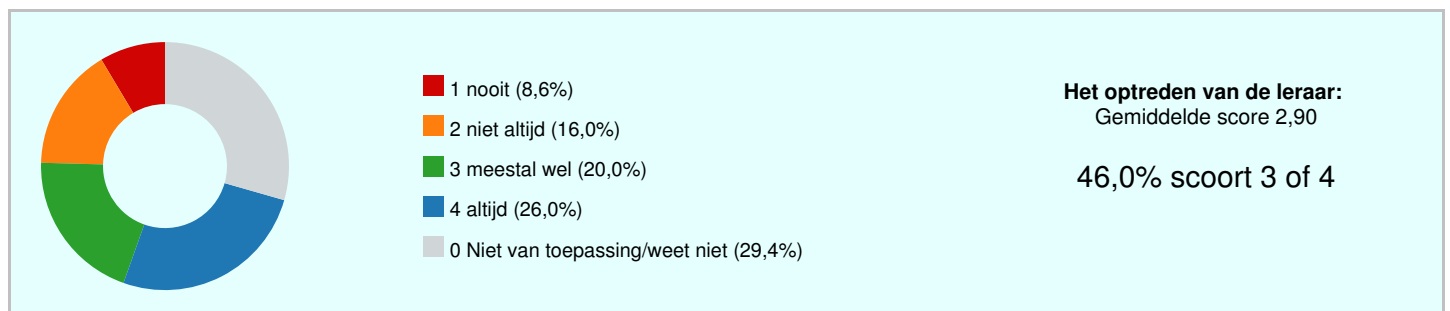 1 nooit (8,6%)
2 niet altijd (16,0%)
3 meestal wel (20,0%)
4 altijd (26,0%)
0 Niet van toepassing/weet niet (29,4%)
Het optreden van de leraar:
Gemiddelde score 2,90
46,0% scoort 3 of 4